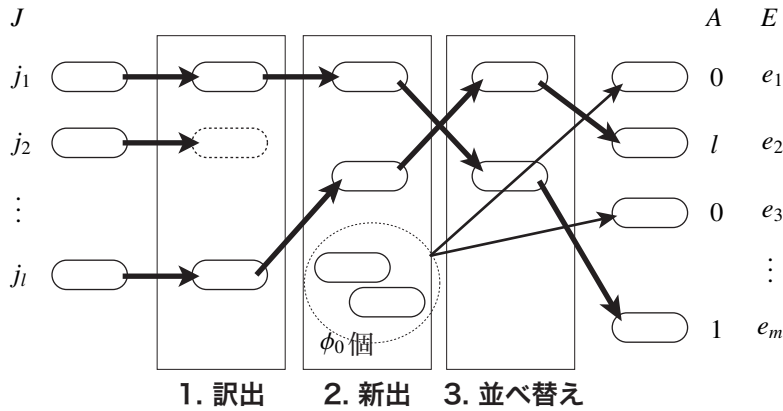 J A E
j₁ 0 e₁
j₂ l e₂
⋮ 0 e₃
jₗ ⋮
φ₀ 個 1 eₘ
1. 訳出 2. 新出 3. 並べ替え